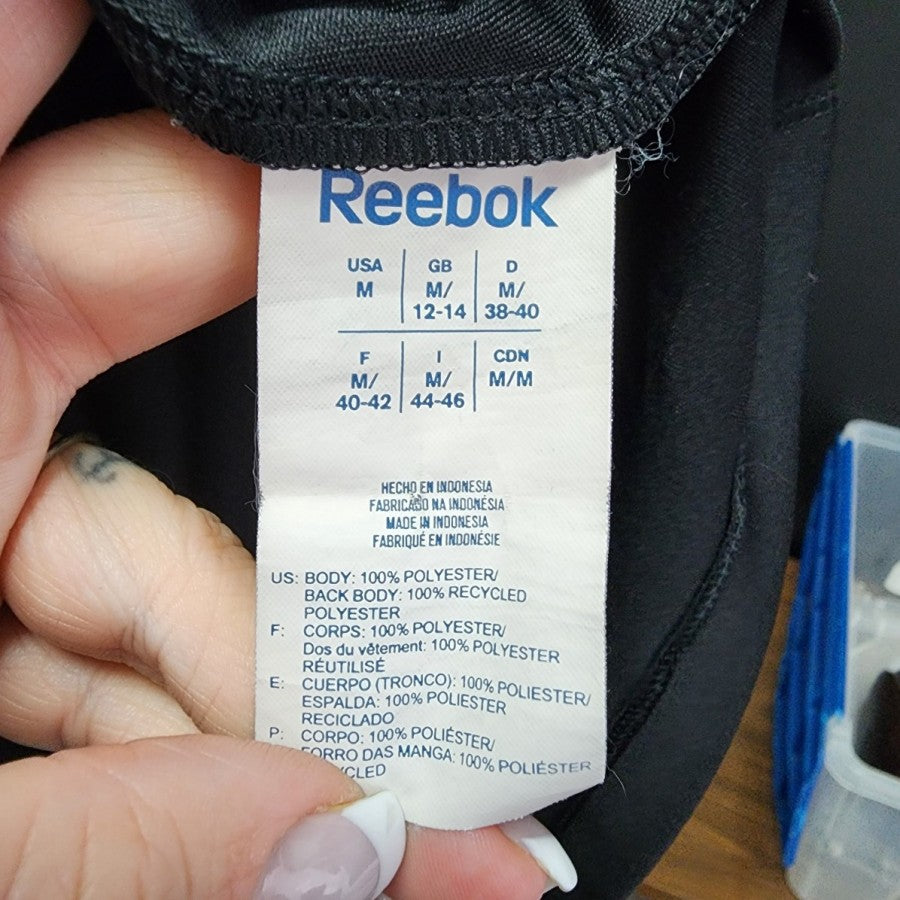 Reebok
USA GB D
M M/ M/
12-14 38-40
F I CDN
M/ M/ M/M
40-42 44-46
HECHO EN INDONESIA
FABRICADO NA INDONÉSIA
MADE IN INDONESIA
FABRIQUÉ EN INDONÉSIE
US: BODY: 100% POLYESTER/
BACK BODY: 100% RECYCLED
POLYESTER
F: CORPS: 100% POLYESTER/
Dos du vêtement: 100% POLYESTER
RÉUTILISÉ
E: CUERPO (TRONCO): 100% POLIESTER/
ESPALDA: 100% POLIESTER
RECICLADO
P: CORPO: 100% POLIÉSTER/
DAS MANGA: 100% POLIÉSTER